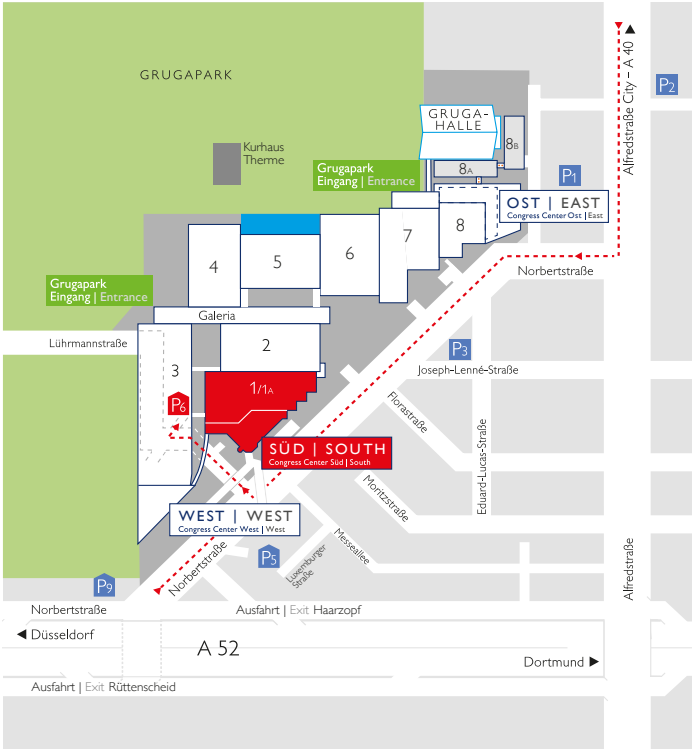 GRUGAPARK
Alfredstraße City – A 40
P2
GRUGA-
HALLE
8B
Kurhaus
Therme
8A
P1
Grugapark
Eingang | Entrance
OST | EAST
Congress Center Ost | East
8
7
6
5
4
Norbertstraße
Grugapark
Eingang | Entrance
Galeria
Lührmannstraße
2
3
P3
Joseph-Lenné-Straße
1/1A
P6
Florastraße
Eduard-Lucas-Straße
SÜD | SOUTH
Congress Center Süd | South
Moritzstraße
WEST | WEST
Congress Center West | West
Messeallee
Luxemburger
Straße
Norbertstraße
P5
Alfredstraße
P9
Norbertstraße
Ausfahrt | Exit Haarzopf
Düsseldorf
A 52
Dortmund
Ausfahrt | Exit Rüttenscheid